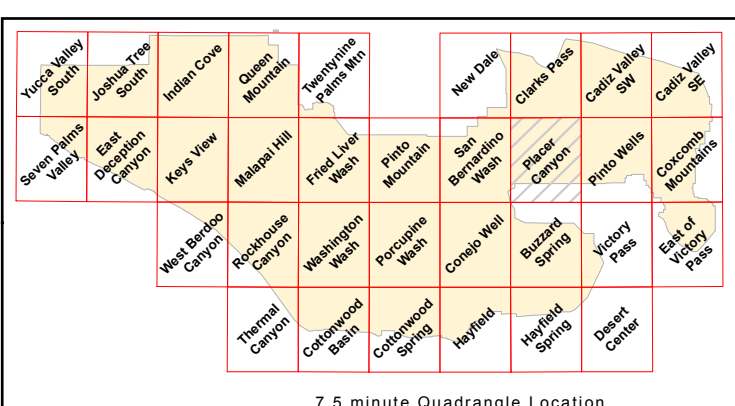 Yucca Valley
South
Joshua Tree
South
Indian Cove
Queen
Mountain
Twentynine
Palms Mtn
New Dale
Clarks Pass
Cadiz Valley
SW
Cadiz Valley
SE
Seven Palms
Valley
East
Deception
Canyon
Keys View
Malapai Hill
Fried Liver
Wash
Pinto
Mountain
San
Bernardino
Wash
Placer
Canyon
Pinto Wells
Coxcomb
Mountains
West Berdoo
Canyon
Rockhouse
Canyon
Washington
Wash
Porcupine
Wash
Conejo Well
Buzzard
Spring
Victory
Pass
East of
Victory
Pass
Thermal
Canyon
Cottonwood
Basin
Cottonwood
Spring
Hayfield
Hayfield
Spring
Desert
Center
7.5 minute Quadrangle Location